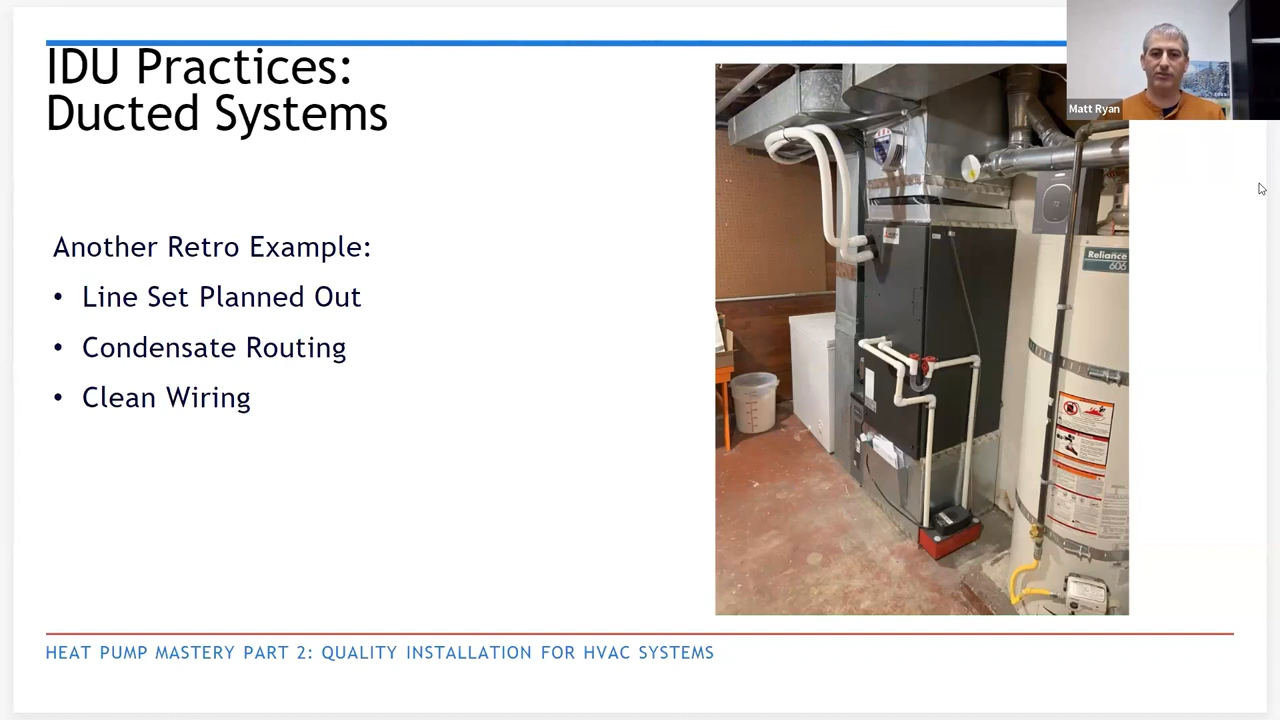 IDU Practices:
Ducted Systems
Matt Ryan
Another Retro Example:
• Line Set Planned Out
• Condensate Routing
• Clean Wiring
Reliance
606
HEAT PUMP MASTERY PART 2: QUALITY INSTALLATION FOR HVAC SYSTEMS